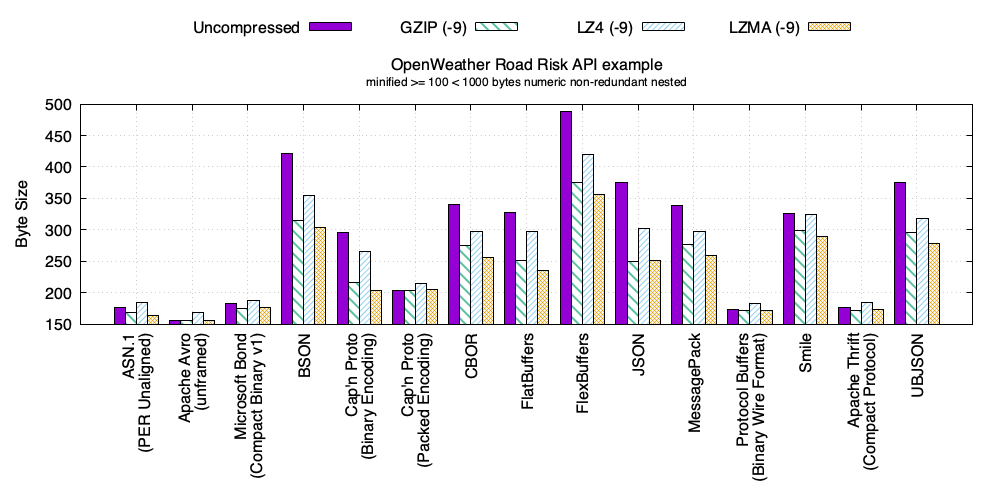 Uncompressed GZIP (-9) LZ4 (-9) LZMA (-9)
OpenWeather Road Risk API example
minified >= 100 < 1000 bytes numeric non-redundant nested
Byte Size
500
450
400
350
300
250
200
150
ASN.1
(PER Unaligned)
Apache Avro
(unframed)
Microsoft Bond
(Compact Binary v1)
BSON
Cap'n Proto
(Binary Encoding)
Cap'n Proto
(Packed Encoding)
CBOR
FlatBuffers
FlexBuffers
JSON
MessagePack
Protocol Buffers
(Binary Wire Format)
Smile
Apache Thrift
(Compact Protocol)
UBJSON